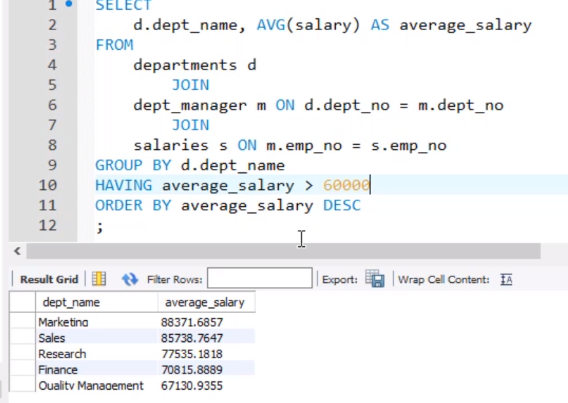 1 SELECT
2 d.dept_name, AVG(salary) AS average_salary
3 FROM
4 departments d
5 JOIN
6 dept_manager m ON d.dept_no = m.dept_no
7 JOIN
8 salaries s ON m.emp_no = s.emp_no
9 GROUP BY d.dept_name
10 HAVING average_salary > 60000
11 ORDER BY average_salary DESC
12 ;
Result Grid Filter Rows: Export: Wrap Cell Content:
dept_name average_salary
Marketing 88371.6857
Sales 85738.7647
Research 77535.1818
Finance 70815.8889
Quality Management 67130.9355